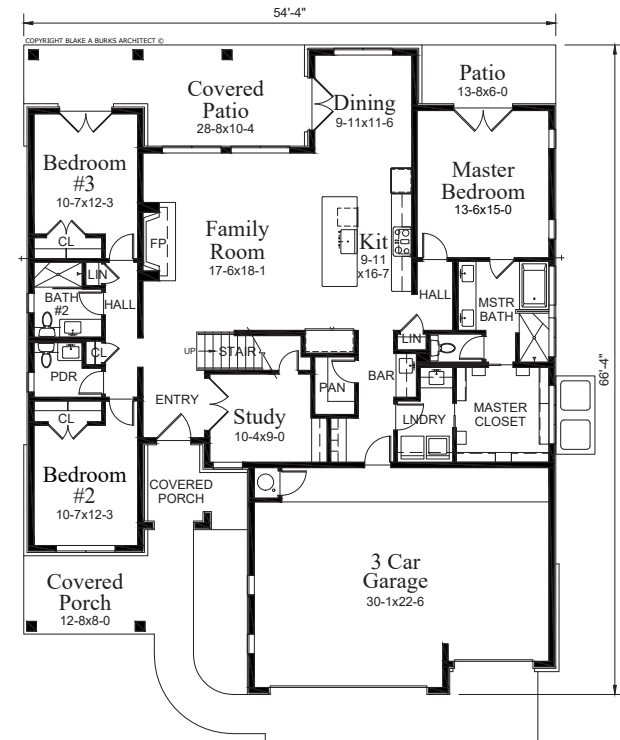 54'-4"
COPYRIGHT BLAKE A BURKS ARCHITECT ©
Covered
Patio
28-8x10-4
Dining
9-11x11-6
Patio
13-8x6-0
Bedroom
#3
10-7x12-3
Master
Bedroom
13-6x15-0
CL
FP
Family
Room
17-6x18-1
Kit
9-11
x16-7
LIN
BATH
#2
HALL
HALL
MSTR
BATH
LIN
CL
PDR
UP
STAIR
PAN
BAR
66'-4"
CL
ENTRY
Study
10-4x9-0
LNDRY
MASTER
CLOSET
Bedroom
#2
10-7x12-3
COVERED
PORCH
Covered
Porch
12-8x8-0
3 Car
Garage
30-1x22-6